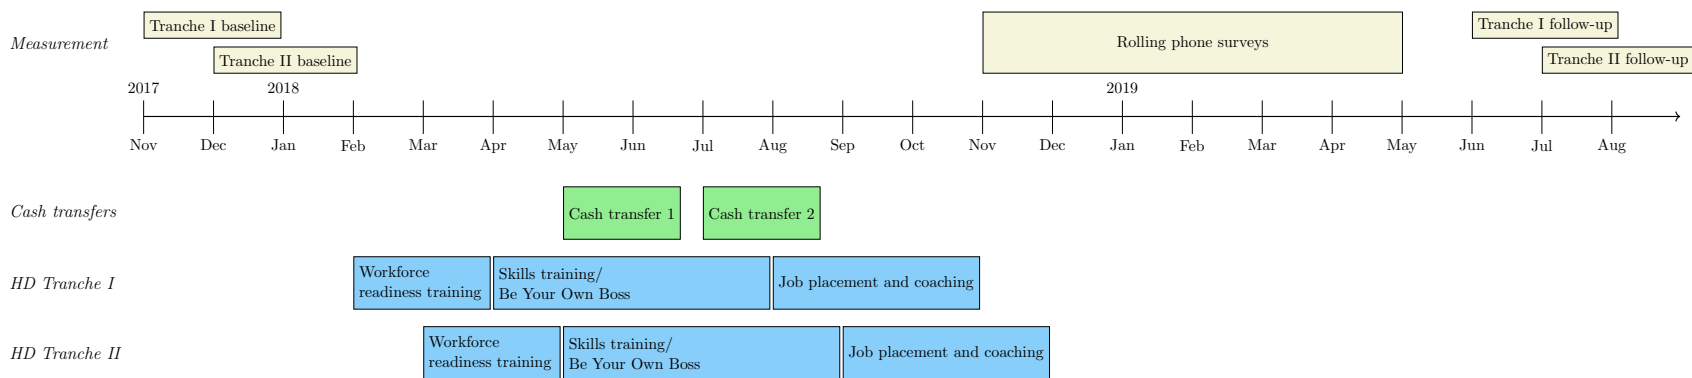 Measurement
Tranche I baseline
Tranche II baseline
Rolling phone surveys
Tranche I follow-up
Tranche II follow-up
2017 2018 2019
Nov Dec Jan Feb Mar Apr May Jun Jul Aug Sep Oct Nov Dec Jan Feb Mar Apr May Jun Jul Aug
Cash transfers
Cash transfer 1
Cash transfer 2
HD Tranche I
Workforce
readiness training
Skills training/
Be Your Own Boss
Job placement and coaching
HD Tranche II
Workforce
readiness training
Skills training/
Be Your Own Boss
Job placement and coaching